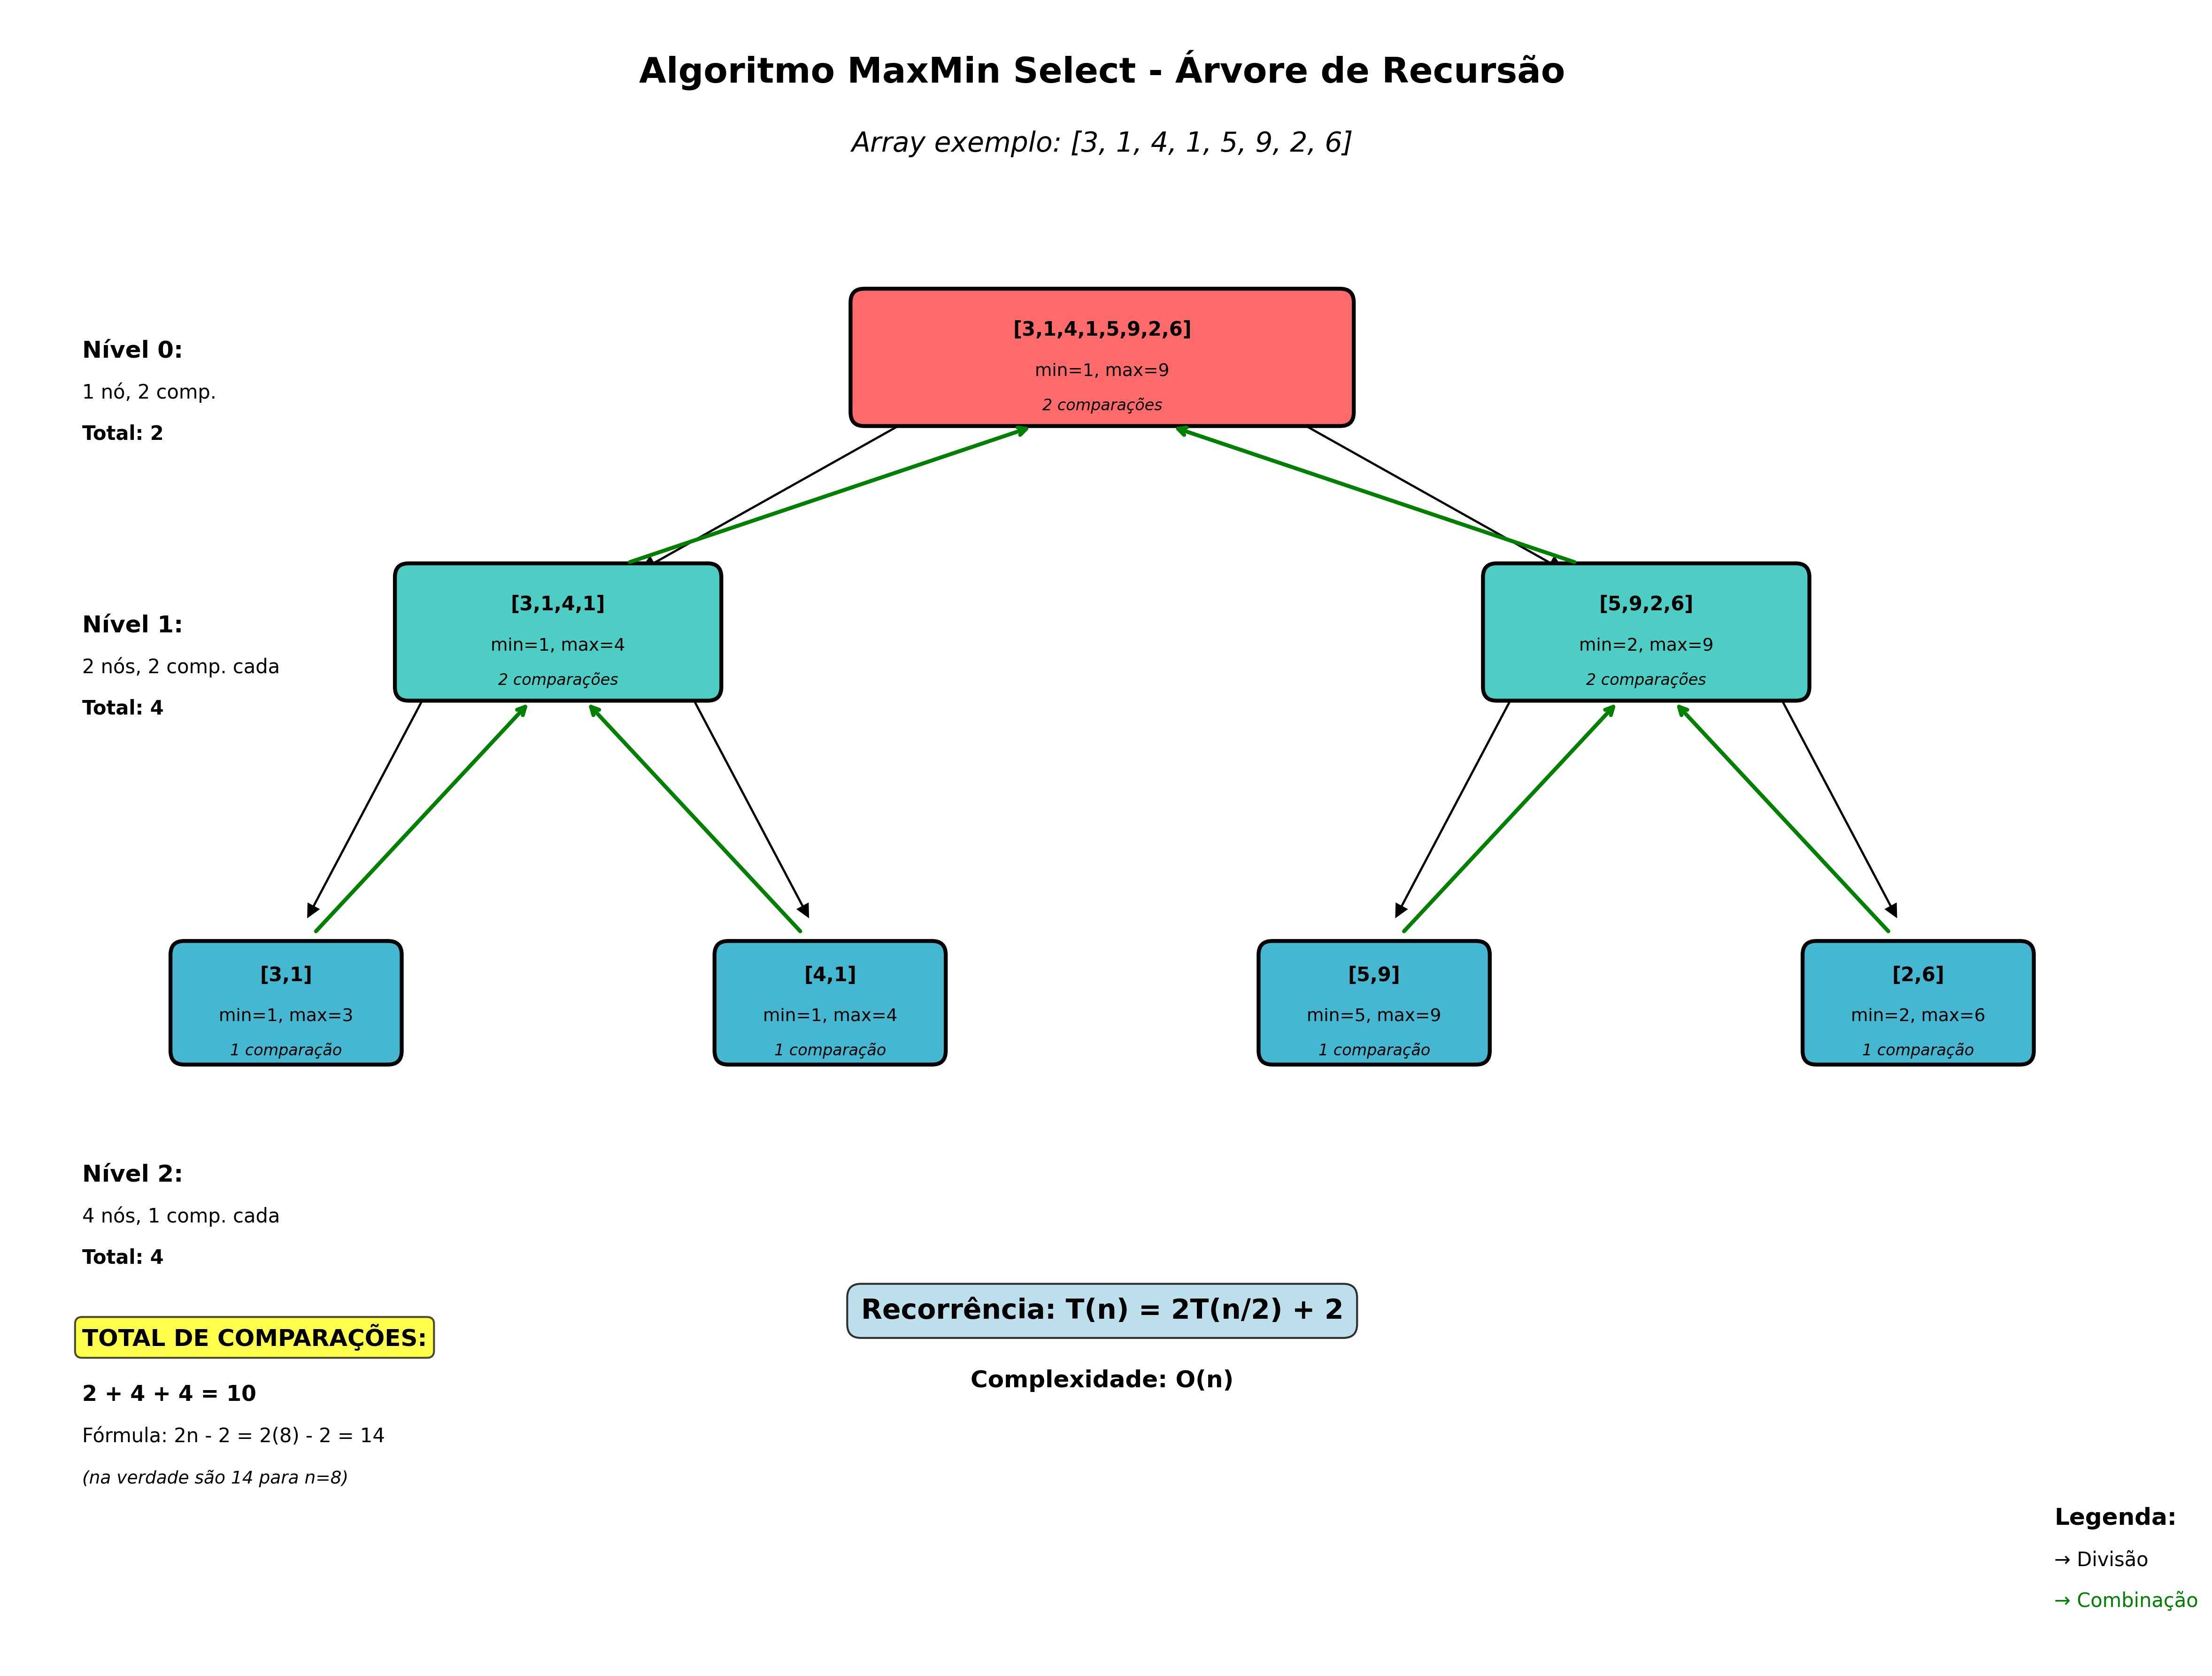 Algoritmo MaxMin Select - Árvore de Recursão
Array exemplo: [3, 1, 4, 1, 5, 9, 2, 6]
Nível 0:
1 nó, 2 comp.
Total: 2
[3,1,4,1,5,9,2,6]
min=1, max=9
2 comparações
Nível 1:
2 nós, 2 comp. cada
Total: 4
[3,1,4,1]
min=1, max=4
2 comparações
[5,9,2,6]
min=2, max=9
2 comparações
[3,1]
min=1, max=3
1 comparação
[4,1]
min=1, max=4
1 comparação
[5,9]
min=5, max=9
1 comparação
[2,6]
min=2, max=6
1 comparação
Nível 2:
4 nós, 1 comp. cada
Total: 4
TOTAL DE COMPARAÇÕES:
2 + 4 + 4 = 10
Fórmula: 2n - 2 = 2(8) - 2 = 14
(na verdade são 14 para n=8)
Recorrência: T(n) = 2T(n/2) + 2
Complexidade: O(n)
Legenda:
→ Divisão
→ Combinação